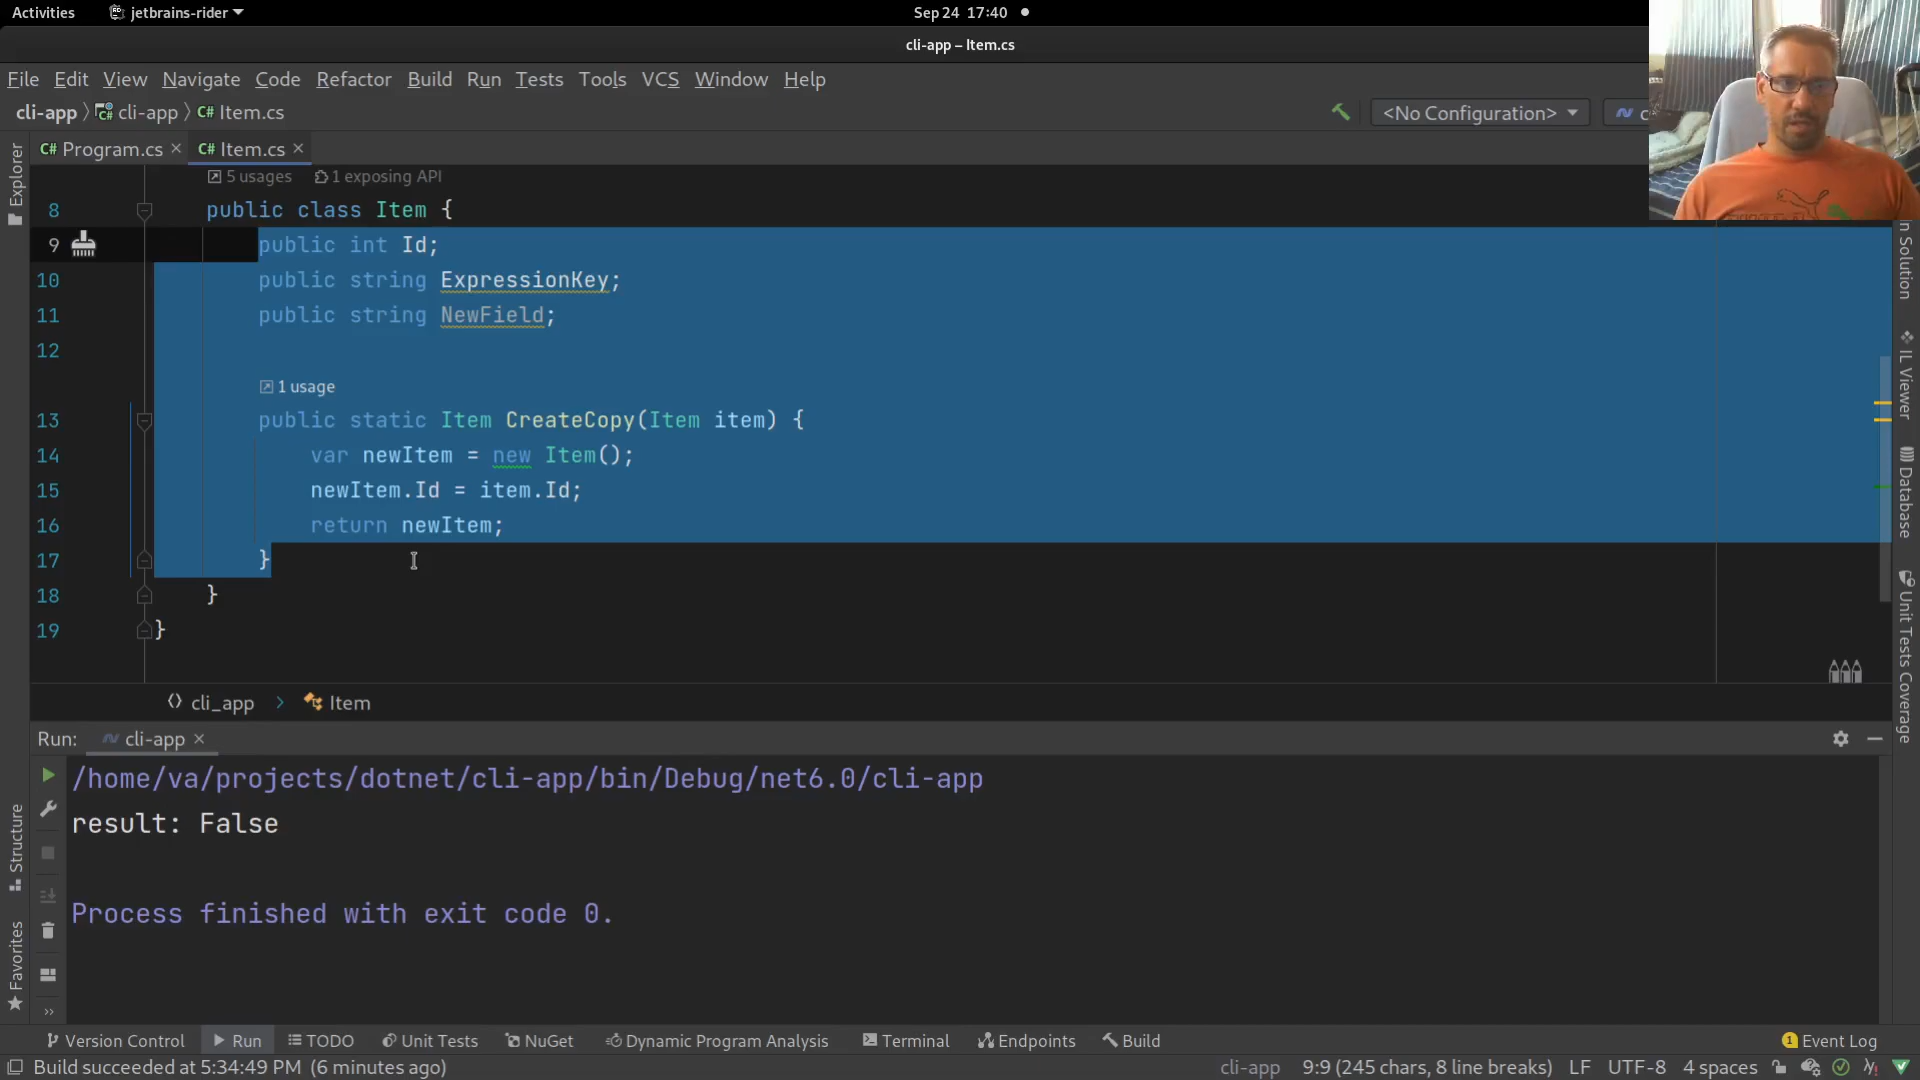 Activities jetbrains-rider Sep 24 17:40
cli-app – Item.cs
File Edit View Navigate Code Refactor Build Run Tests Tools VCS Window Help
cli-app cli-app C# Item.cs <No Configuration>
C# Program.cs C# Item.cs
Explorer
5 usages 1 exposing API
8 public class Item {
9 public int Id;
10 public string ExpressionKey;
11 public string NewField;
12
1 usage
13 public static Item CreateCopy(Item item) {
14 var newItem = new Item();
15 newItem.Id = item.Id;
16 return newItem;
17 }
18 }
19 }
Solution
IL Viewer
Database
Unit Tests Coverage
cli_app Item
Run: cli-app
/home/va/projects/dotnet/cli-app/bin/Debug/net6.0/cli-app
result: False
Process finished with exit code 0.
Structure
Favorites
Version Control Run TODO Unit Tests NuGet Dynamic Program Analysis Terminal Endpoints Build 1 Event Log
Build succeeded at 5:34:49 PM (6 minutes ago) cli-app 9:9 (245 chars, 8 line breaks) LF UTF-8 4 spaces